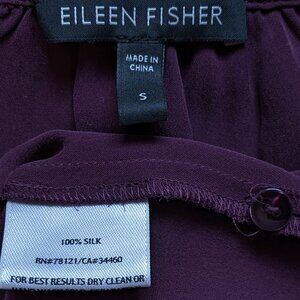 EILEEN FISHER
MADE IN
CHINA
S
100% SILK
RN#78121/CA#34460
FOR BEST RESULTS DRY CLEAN OR